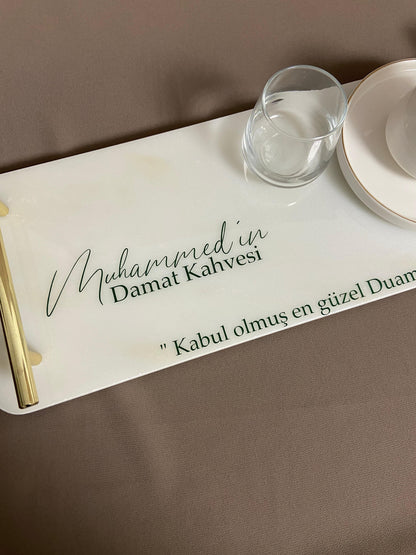 Muhammed'in
Damat Kahvesi
" Kabul olmuş en güzel Duam